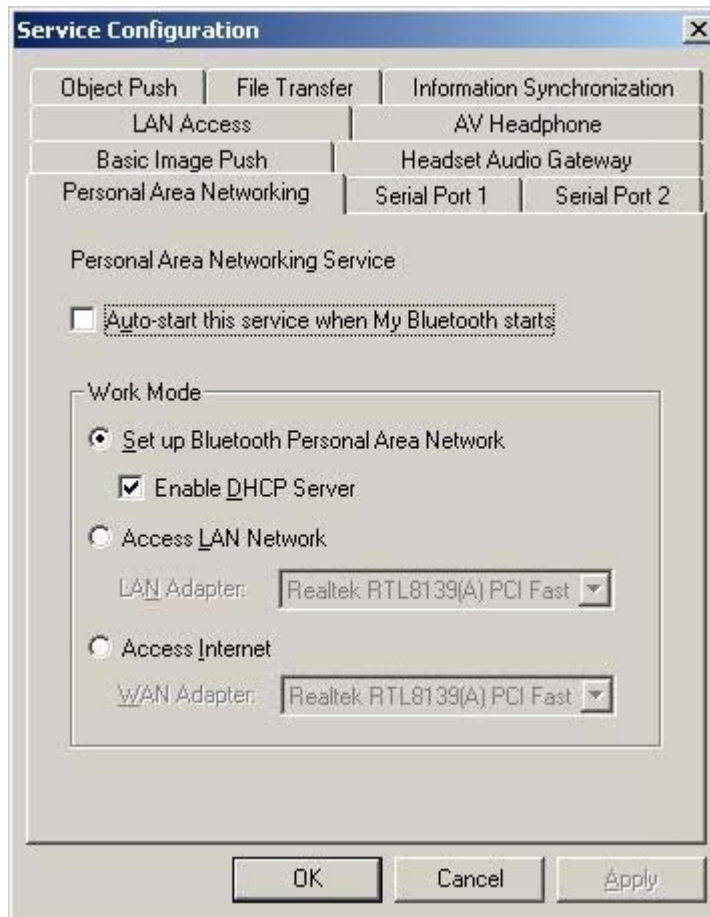 Service Configuration
Object Push File Transfer Information Synchronization
LAN Access AV Headphone
Basic Image Push Headset Audio Gateway
Personal Area Networking Serial Port 1 Serial Port 2
Personal Area Networking Service
Auto-start this service when My Bluetooth starts
Work Mode
Set up Bluetooth Personal Area Network
Enable DHCP Server
Access LAN Network
LAN Adapter: Realtek RTL8139(A) PCI Fast
Access Internet
WAN Adapter: Realtek RTL8139(A) PCI Fast
OK Cancel Apply